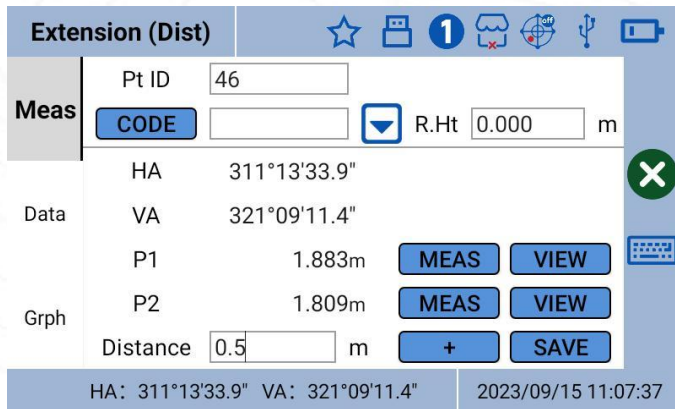 Extension (Dist)
1
off
Pt ID 46
Meas
CODE R.Ht 0.000 m
HA 311°13'33.9"
Data VA 321°09'11.4"
P1 1.883m MEAS VIEW
Grph P2 1.809m MEAS VIEW
Distance 0.5 m + SAVE
HA: 311°13'33.9" VA: 321°09'11.4" 2023/09/15 11:07:37